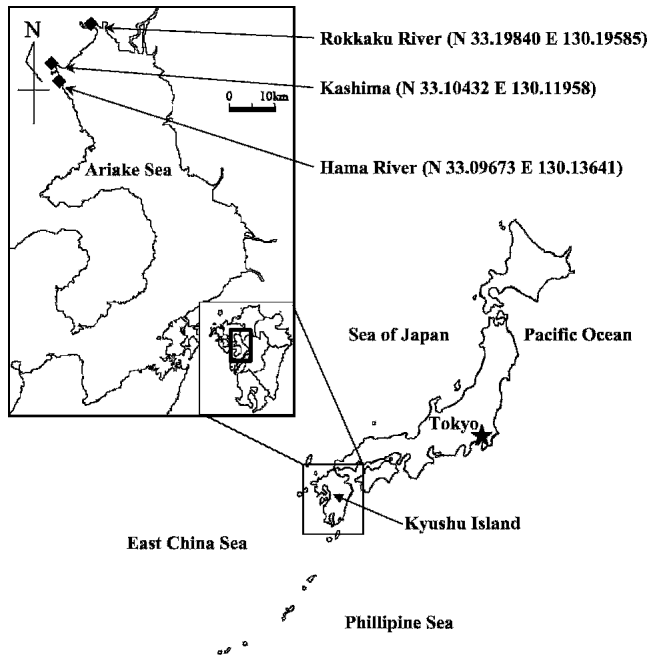 N
Rokkaku River (N 33.19840 E 130.19585)
Kashima (N 33.10432 E 130.11958)
0 10km
Hama River (N 33.09673 E 130.13641)
Ariake Sea
Sea of Japan
Pacific Ocean
Tokyo
Kyushu Island
East China Sea
Phillipine Sea